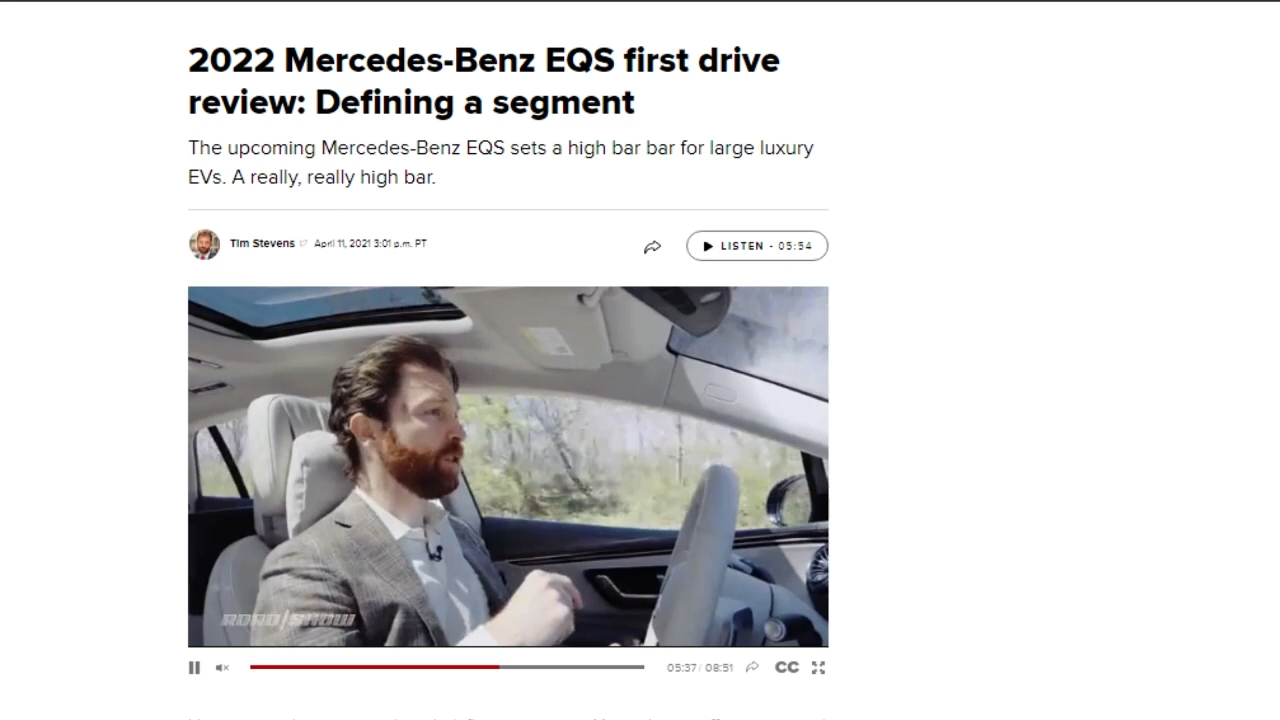 2022 Mercedes-Benz EQS first drive
review: Defining a segment
The upcoming Mercedes-Benz EQS sets a high bar bar for large luxury
EVs. A really, really high bar.
Tim Stevens April 11, 2021 3:01 p.m. PT
LISTEN - 05:54
ROAD/SHOW
05:37 / 08:51 CC